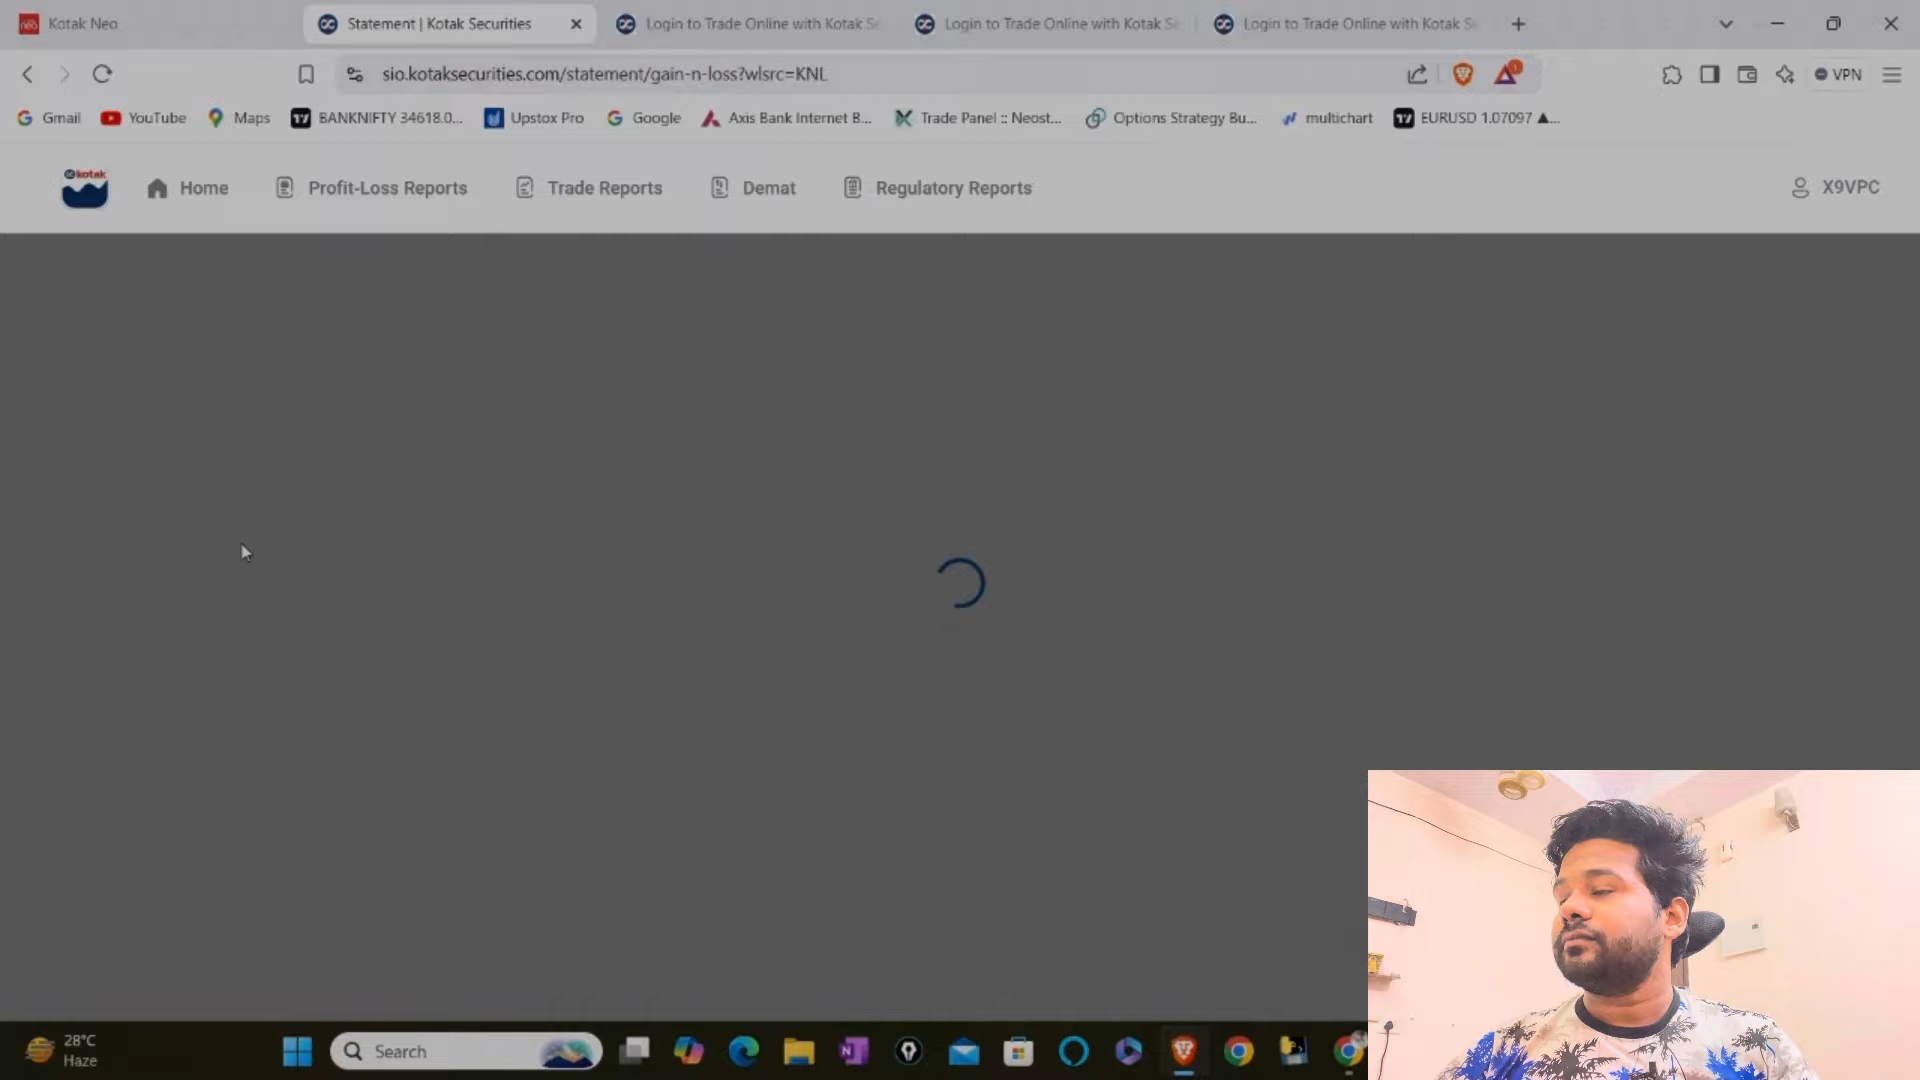 Kotak Neo
Statement | Kotak Securities
Login to Trade Online with Kotak Se
Login to Trade Online with Kotak Se
Login to Trade Online with Kotak Se
sio.kotaksecurities.com/statement/gain-n-loss?wlsrc=KNL
1
VPN
Gmail
YouTube
Maps
BANKNIFTY 34618.0...
Upstox Pro
Google
Axis Bank Internet B...
Trade Panel :: Neost...
Options Strategy Bu...
multichart
EURUSD 1.07097 ▲...
kotak
Home
Profit-Loss Reports
Trade Reports
Demat
Regulatory Reports
X9VPC
28°C
Haze
Search